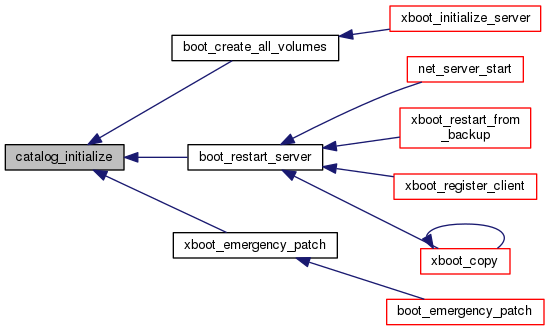 xboot_initialize_server
boot_create_all_volumes
net_server_start
xboot_restart_from
_backup
catalog_initialize
boot_restart_server
xboot_register_client
xboot_emergency_patch
xboot_copy
boot_emergency_patch